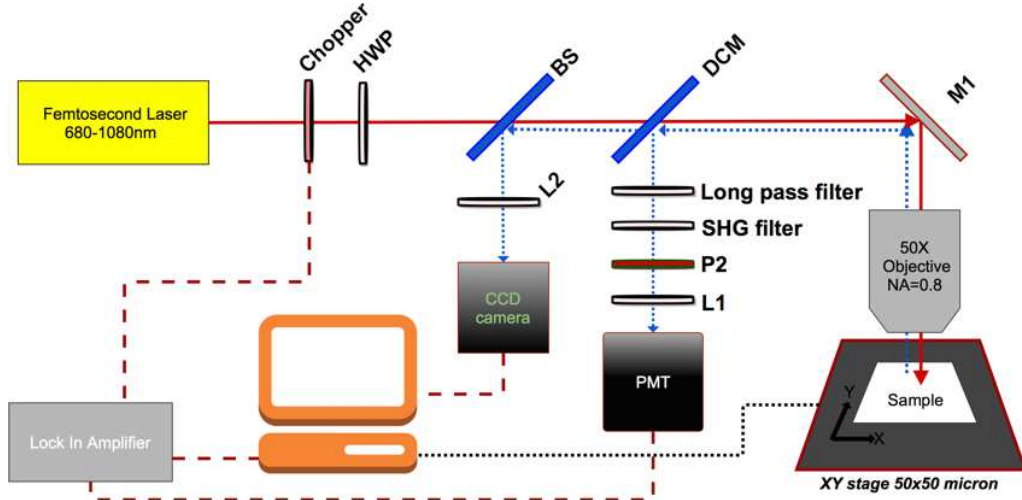 Chopper
HWP
BS
DCM
M1
Femtosecond Laser
680-1080nm
L2
Long pass filter
SHG filter
P2
L1
50X
Objective
NA=0.8
CCD
camera
PMT
Sample
Y
X
Lock In Amplifier
XY stage 50x50 micron